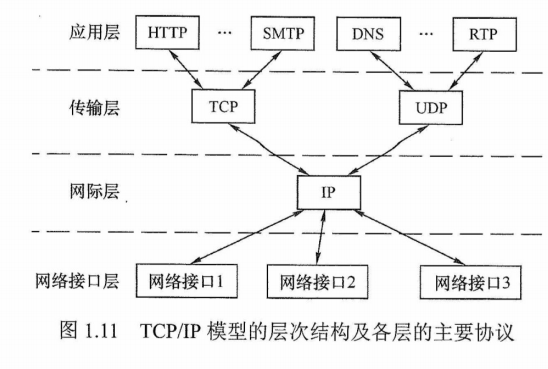 应用层 HTTP … SMTP DNS … RTP
传输层 TCP UDP
网际层 IP
网络接口层 网络接口1 网络接口2 网络接口3
图 1.11 TCP/IP 模型的层次结构及各层的主要协议